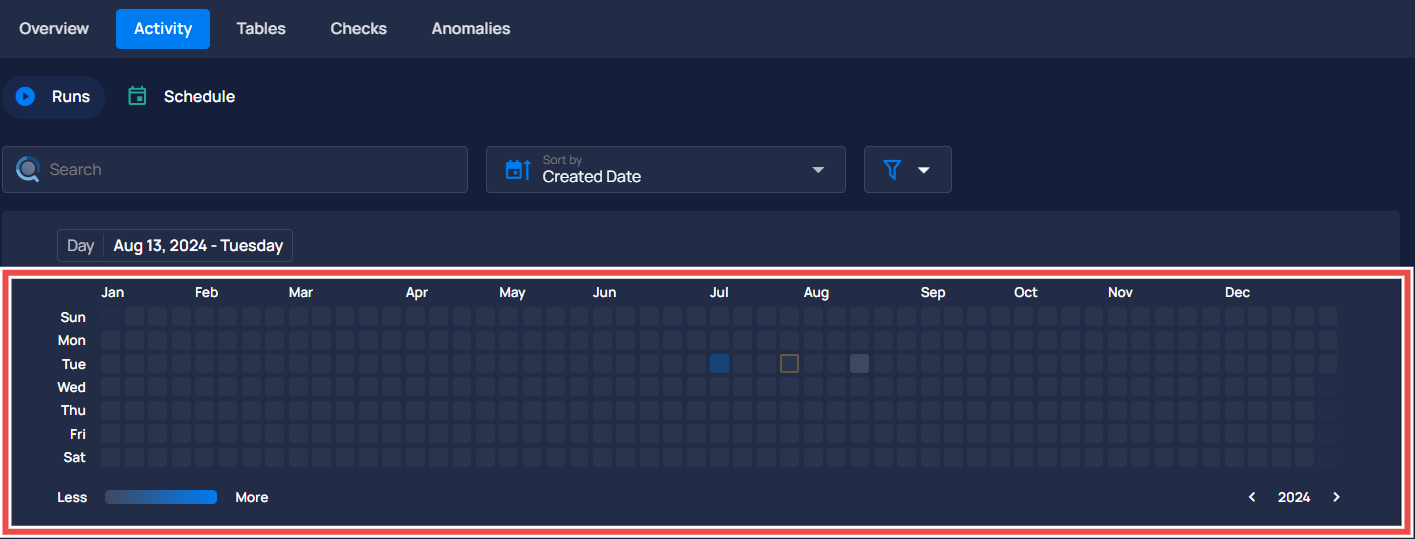 Overview Activity Tables Checks Anomalies
Runs Schedule
Search
Sort by
Created Date
Day Aug 13, 2024 - Tuesday
Jan Feb Mar Apr May Jun Jul Aug Sep Oct Nov Dec
Sun
Mon
Tue
Wed
Thu
Fri
Sat
Less More 2024